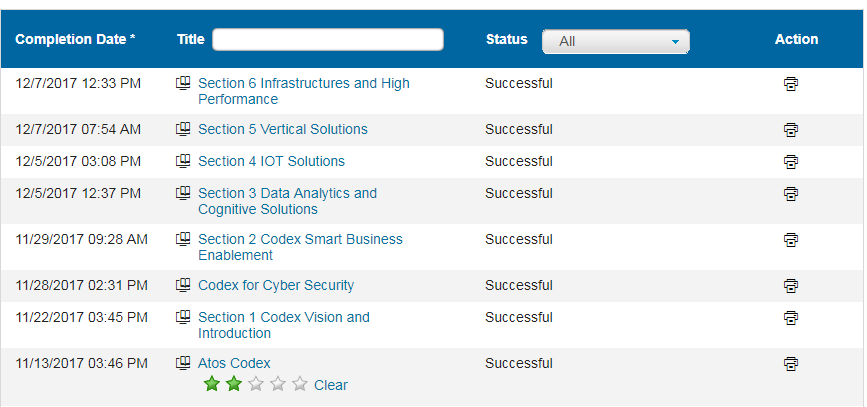 Completion Date * Title Status All Action
12/7/2017 12:33 PM Section 6 Infrastructures and High Successful
Performance
12/7/2017 07:54 AM Section 5 Vertical Solutions Successful
12/5/2017 03:08 PM Section 4 IOT Solutions Successful
12/5/2017 12:37 PM Section 3 Data Analytics and Successful
Cognitive Solutions
11/29/2017 09:28 AM Section 2 Codex Smart Business Successful
Enablement
11/28/2017 02:31 PM Codex for Cyber Security Successful
11/22/2017 03:45 PM Section 1 Codex Vision and Successful
Introduction
11/13/2017 03:46 PM Atos Codex Successful
Clear